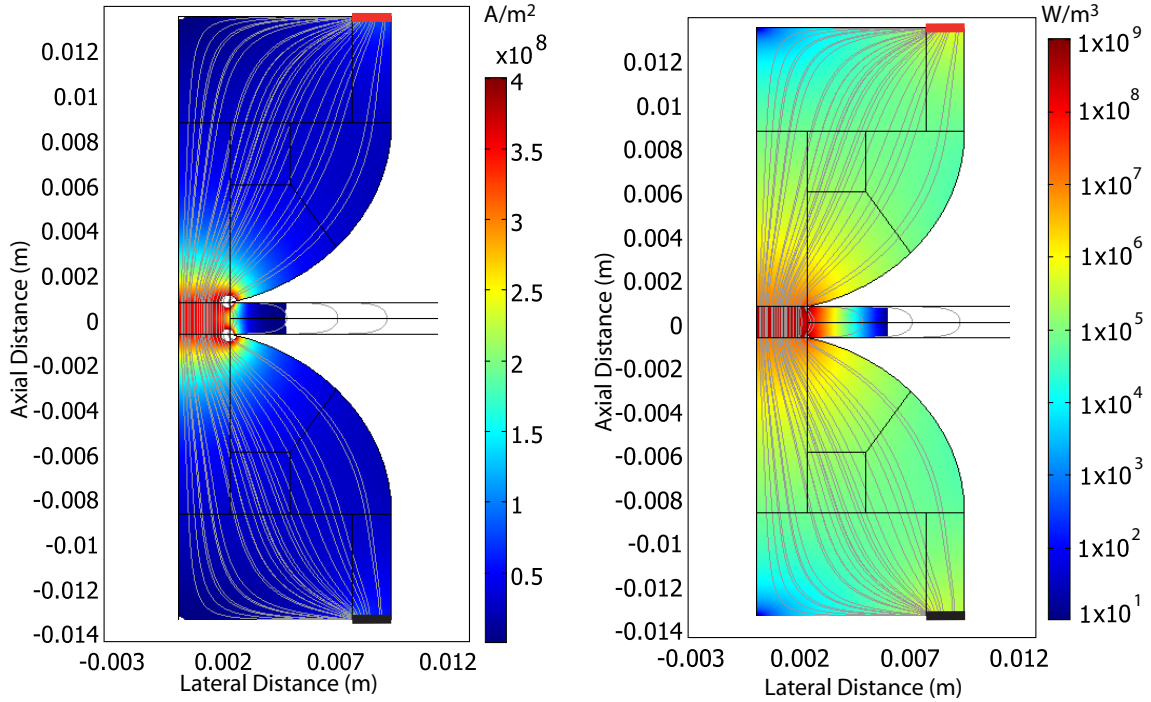 A/m²
x10⁸
0.012
0.01
0.008
0.006
0.004
0.002
0
-0.002
-0.004
-0.006
-0.008
-0.01
-0.012
-0.014
Axial Distance (m)
4
3.5
3
2.5
2
1.5
1
0.5
-0.003 0.002 0.007 0.012
Lateral Distance (m)
W/m³
0.012
0.01
0.008
0.006
0.004
0.002
0
-0.002
-0.004
-0.006
-0.008
-0.01
-0.012
-0.014
Axial Distance (m)
1x10⁹
1x10⁸
1x10⁷
1x10⁶
1x10⁵
1x10⁴
1x10³
1x10²
1x10¹
-0.003 0.002 0.007 0.012
Lateral Distance (m)